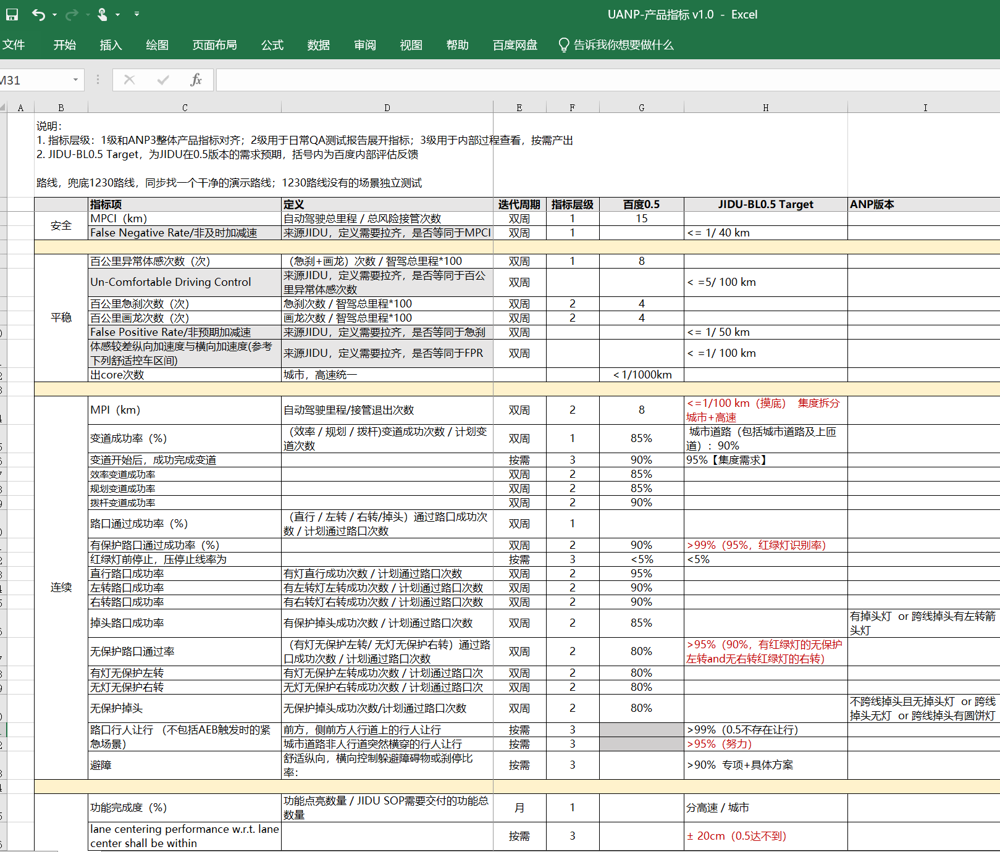 UANP-产品指标 v1.0 - Excel
文件 开始 插入 绘图 页面布局 公式 数据 审阅 视图 帮助 百度网盘 告诉我你想要做什么
M31 fx
A B C D E F G H I
说明：
1. 指标层级：1级和ANP3整体产品指标对齐；2级用于日常QA测试报告展开指标；3级用于内部过程查看，按需产出
2. JIDU-BL0.5 Target，为JIDU在0.5版本的需求预期，括号内为百度内部评估反馈
路线，兜底1230路线，同步找一个干净的演示路线；1230路线没有的场景独立测试
指标项 定义 迭代周期 指标层级 百度0.5 JIDU-BL0.5 Target ANP版本
安全
MPCI（km） 自动驾驶总里程 / 总风险接管次数 双周 1 15
False Negative Rate/非及时加减速 来源JIDU，定义需要拉齐，是否等同于MPCI 双周 1 <= 1/ 40 km
平稳
百公里异常体感次数（次） （急刹+画龙）次数 / 智驾总里程*100 双周 1 8
Un-Comfortable Driving Control 来源JIDU，定义需要拉齐，是否等同于百公
里异常体感次数 双周 < =5/ 100 km
百公里急刹次数（次） 急刹次数 / 智驾总里程*100 双周 2 4
百公里画龙次数（次） 画龙次数 / 智驾总里程*100 双周 2 4
False Positive Rate/非预期加减速 来源JIDU，定义需要拉齐，是否等同于急刹 双周 <= 1/ 50 km
体感较差纵向加速度与横向加速度(参考
下列舒适控车区间) 来源JIDU，定义需要拉齐，是否等同于FPR 双周 < =1/ 100 km
出core次数 城市，高速统一 < 1/1000km
连续
MPI（km） 自动驾驶里程/接管退出次数 双周 2 8 <=1/100 km（摸底） 集度拆分
城市+高速
变道成功率（%） （效率 / 规划 / 拨杆)变道成功次数 / 计划变
道次数 双周 1 85% 城市道路（包括城市道路及上匝
道）: 90%
变道开始后，成功完成变道 按需 3 90% 95%【集度需求】
效率变道成功率 双周 2 85%
规划变道成功率 双周 2 85%
拨杆变道成功率 双周 2 90%
路口通过成功率（%） （直行 / 左转 / 右转/掉头）通过路口成功次
数 / 计划通过路口次数 双周 1
有保护路口通过成功率（%） 双周 2 90% >99%（95%，红绿灯识别率）
红绿灯前停止，压停止线率为 按需 3 <5% <5%
直行路口成功率 有灯直行成功次数 / 计划通过路口次数 双周 2 95%
左转路口成功率 有左转灯左转成功次数 / 计划通过路口次数 双周 2 90%
右转路口成功率 有右转灯右转成功次数 / 计划通过路口次数 双周 2 90%
掉头路口成功率 有保护掉头成功次数 / 计划通过路口次数 双周 2 85% 有掉头灯 or 跨线掉头有左转箭
头灯
无保护路口通过率 （有灯无保护左转/ 无灯无保护右转）通过路
口成功次数 / 计划通过路口次数 双周 2 80% >95%（90%，有红绿灯的无保护
左转and无右转红绿灯的右转）
有灯无保护左转 有灯无保护左转成功次数 / 计划通过路口次 双周 2 80%
无灯无保护右转 无灯无保护右转成功次数 / 计划通过路口次 双周 2 80%
无保护掉头 无保护掉头成功次数/计划通过路口次数 双周 2 80% 不跨线掉头且无掉头灯 or 跨线
掉头无灯 or 跨线掉头有圆饼灯
路口行人让行 （不包括AEB触发时的紧
急场景） 前方，侧前方人行道上的行人让行 按需 3 >99%（0.5不存在让行）
城市道路非人行道突然横穿的行人让行 按需 3 >95%（努力）
避障 舒适纵向，横向控制躲避障碍物或刹停比
率： 按需 3 >90% 专项+具体方案
功能完成度（%） 功能点亮数量 / JIDU SOP需要交付的功能总
数量 月 1 分高速 / 城市
lane centering performance w.r.t. lane
center shall be within 按需 3 ± 20cm（0.5达不到）